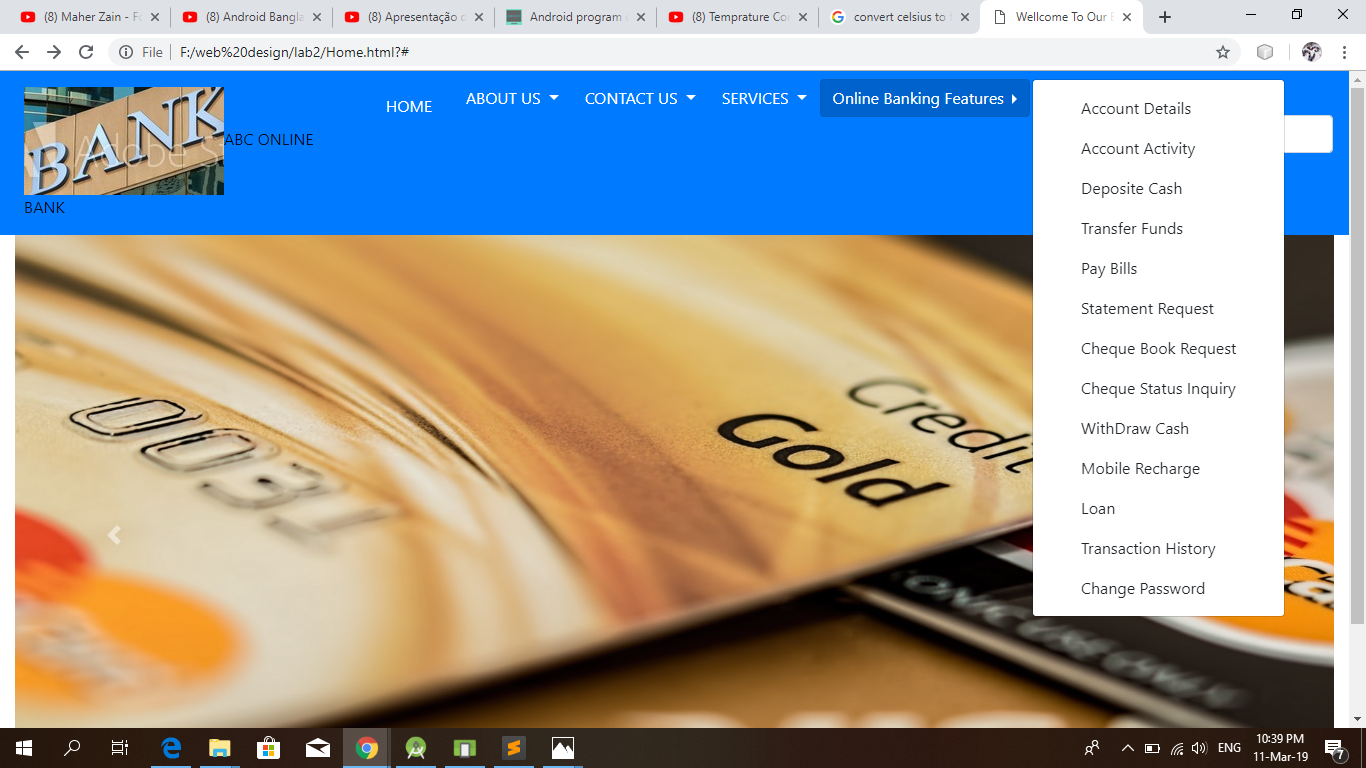 (8) Maher Zain - Fo
(8) Android Bangla
(8) Apresentação d
Android program
(8) Temprature Co
convert celsius to
Wellcome To Our
File
F:/web%20design/lab2/Home.html?#
BANK
Adobe St
ABC ONLINE
BANK
HOME
ABOUT US
CONTACT US
SERVICES
Online Banking Features
Account Details
Account Activity
Deposite Cash
Transfer Funds
Pay Bills
Statement Request
Cheque Book Request
Cheque Status Inquiry
WithDraw Cash
Mobile Recharge
Loan
Transaction History
Change Password
Credit
Gold
0031
ENG
10:39 PM
11-Mar-19
7